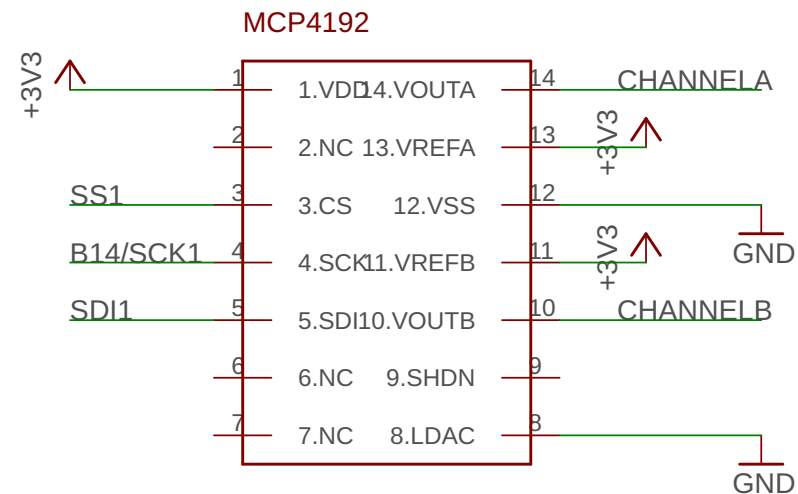 MCP4192
+3V3
1
1.VDD
14.VOUTA
14
CHANNELA
2
2.NC
13.VREFA
13
+3V3
SS1
3
3.CS
12.VSS
12
GND
B14/SCK1
4
4.SCK
11.VREFB
11
+3V3
SDI1
5
5.SDI
10.VOUTB
10
CHANNELB
6
6.NC
9.SHDN
9
7
7.NC
8.LDAC
8
GND